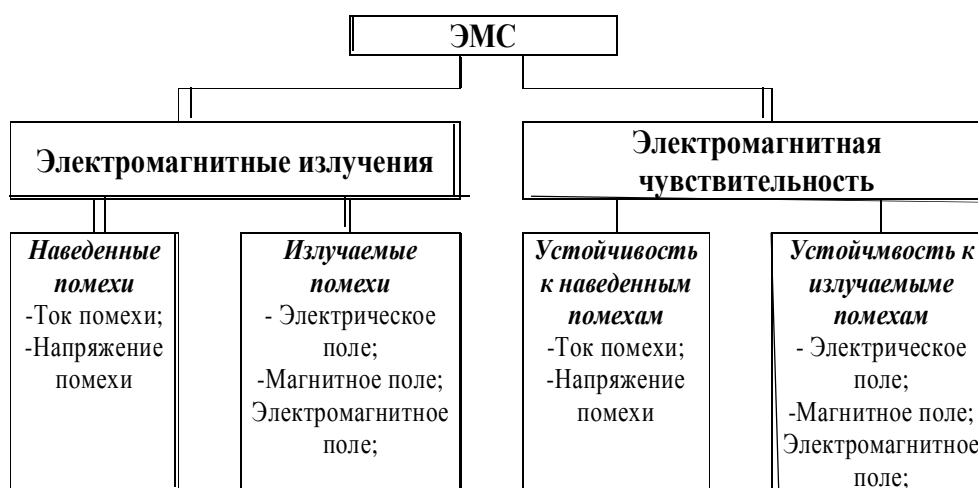 ЭМС
Электромагнитные излучения
Электромагнитная
чувствительность
Наведенные
помехи
-Ток помехи;
-Напряжение
помехи
Излучаемые
помехи
- Электрическое
поле;
-Магнитное поле;
Электромагнитное
поле;
Устойчивость
к наведенным
помехам
-Ток помехи;
-Напряжение
помехи
Устойчмвость к
излучаемыме
помехам
- Электрическое
поле;
-Магнитное поле;
Электромагнитное
поле;